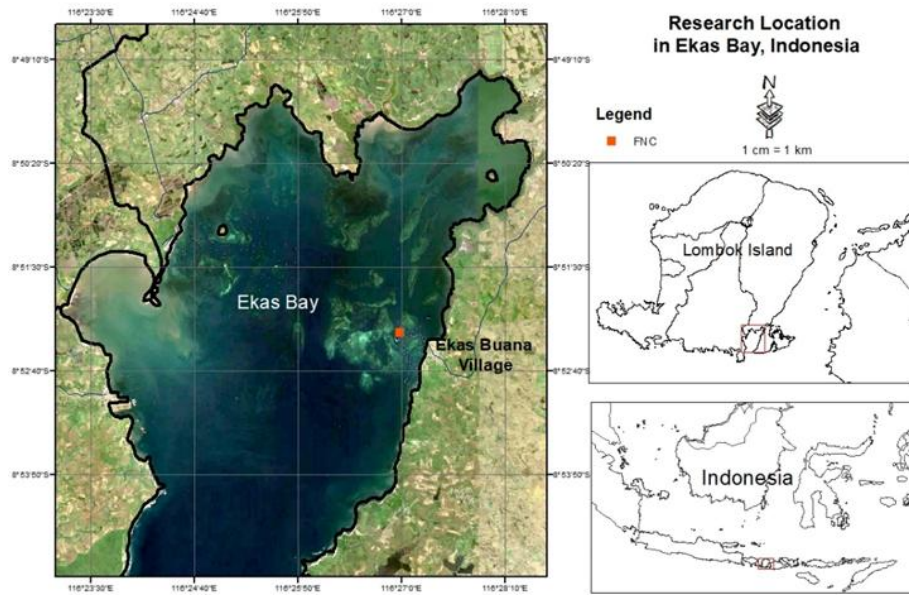 116°23'30"E 116°24'40"E 116°25'50"E 116°27'0"E 116°28'10"E
8°49'10"S
8°50'20"S
8°51'30"S
8°52'40"S
8°53'50"S
Ekas Bay
Ekas Buana
Village
8°49'10"S
8°50'20"S
8°51'30"S
8°52'40"S
8°53'50"S
116°23'30"E 116°24'40"E 116°25'50"E 116°27'0"E 116°28'10"E
Research Location
in Ekas Bay, Indonesia
N
Legend
FNC
1 cm = 1 km
Lombok Island
Indonesia